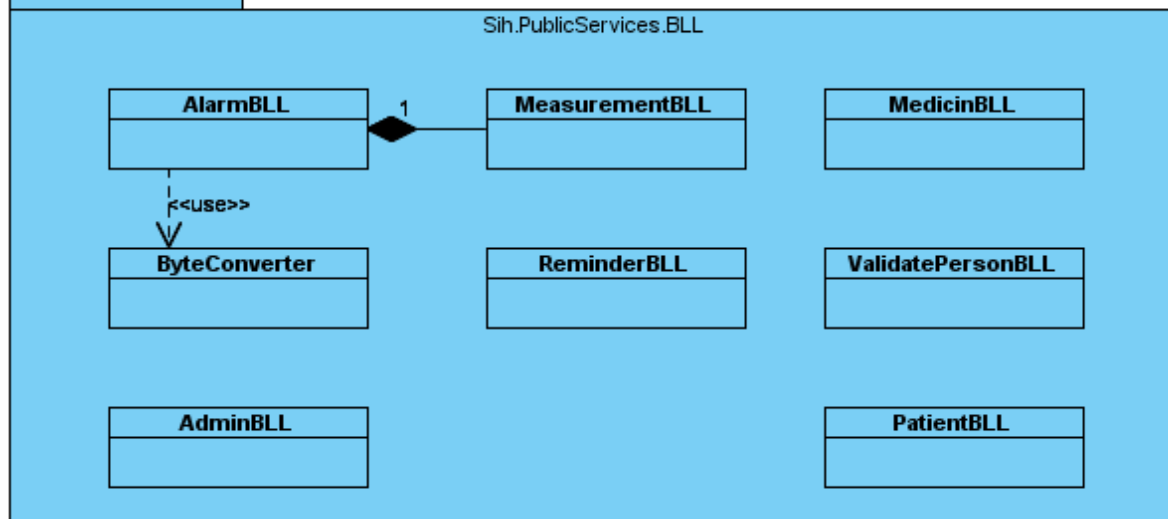 Sih.PublicServices.BLL
AlarmBLL
1
MeasurementBLL
MedicinBLL
<<use>>
ByteConverter
ReminderBLL
ValidatePersonBLL
AdminBLL
PatientBLL